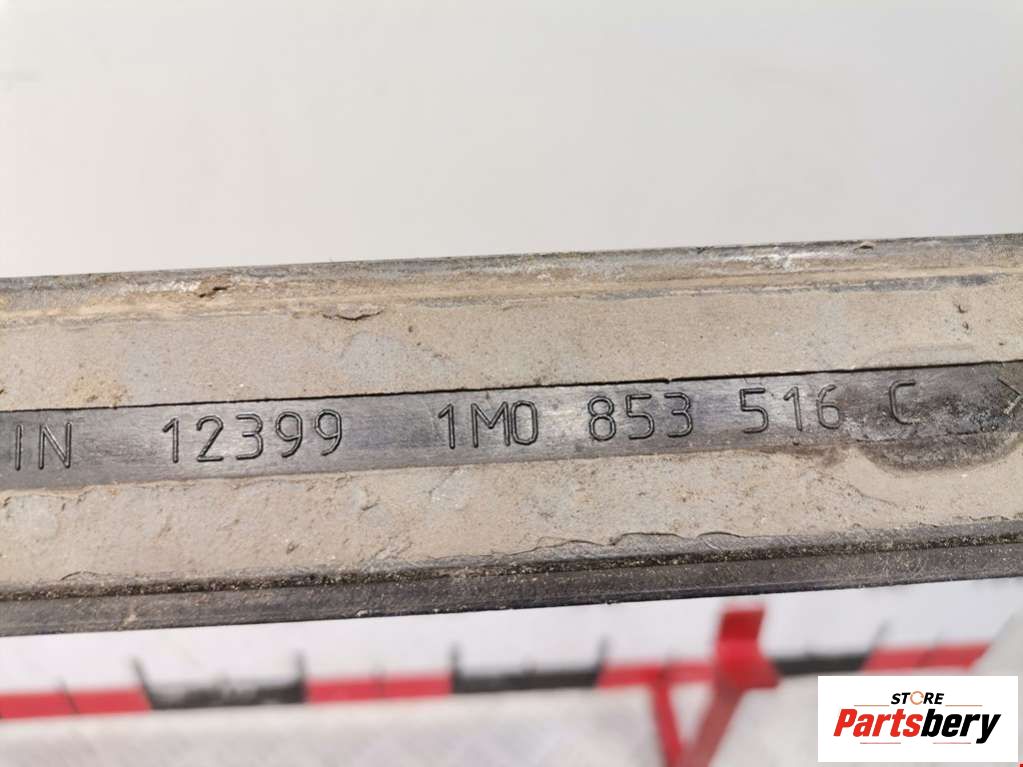 IN 12399 1M0 853 516 C >
STORE
Partsbery